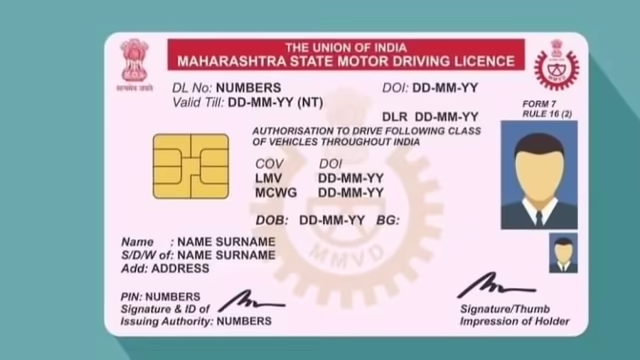 THE UNION OF INDIA
MAHARASHTRA STATE MOTOR DRIVING LICENCE
सत्यमेव जयते
DL No: NUMBERS DOI: DD-MM-YY
Valid Till: DD-MM-YY (NT)
FORM 7
RULE 16 (2)
DLR DD-MM-YY
AUTHORISATION TO DRIVE FOLLOWING CLASS
OF VEHICLES THROUGHOUT INDIA
COV DOI
LMV DD-MM-YY
MCWG DD-MM-YY
DOB: DD-MM-YY BG:
MMVD
Name : NAME SURNAME
S/D/W of: NAME SURNAME
Add: ADDRESS
PIN: NUMBERS
Signature & ID of
Issuing Authority: NUMBERS
Signature/Thumb
Impression of Holder